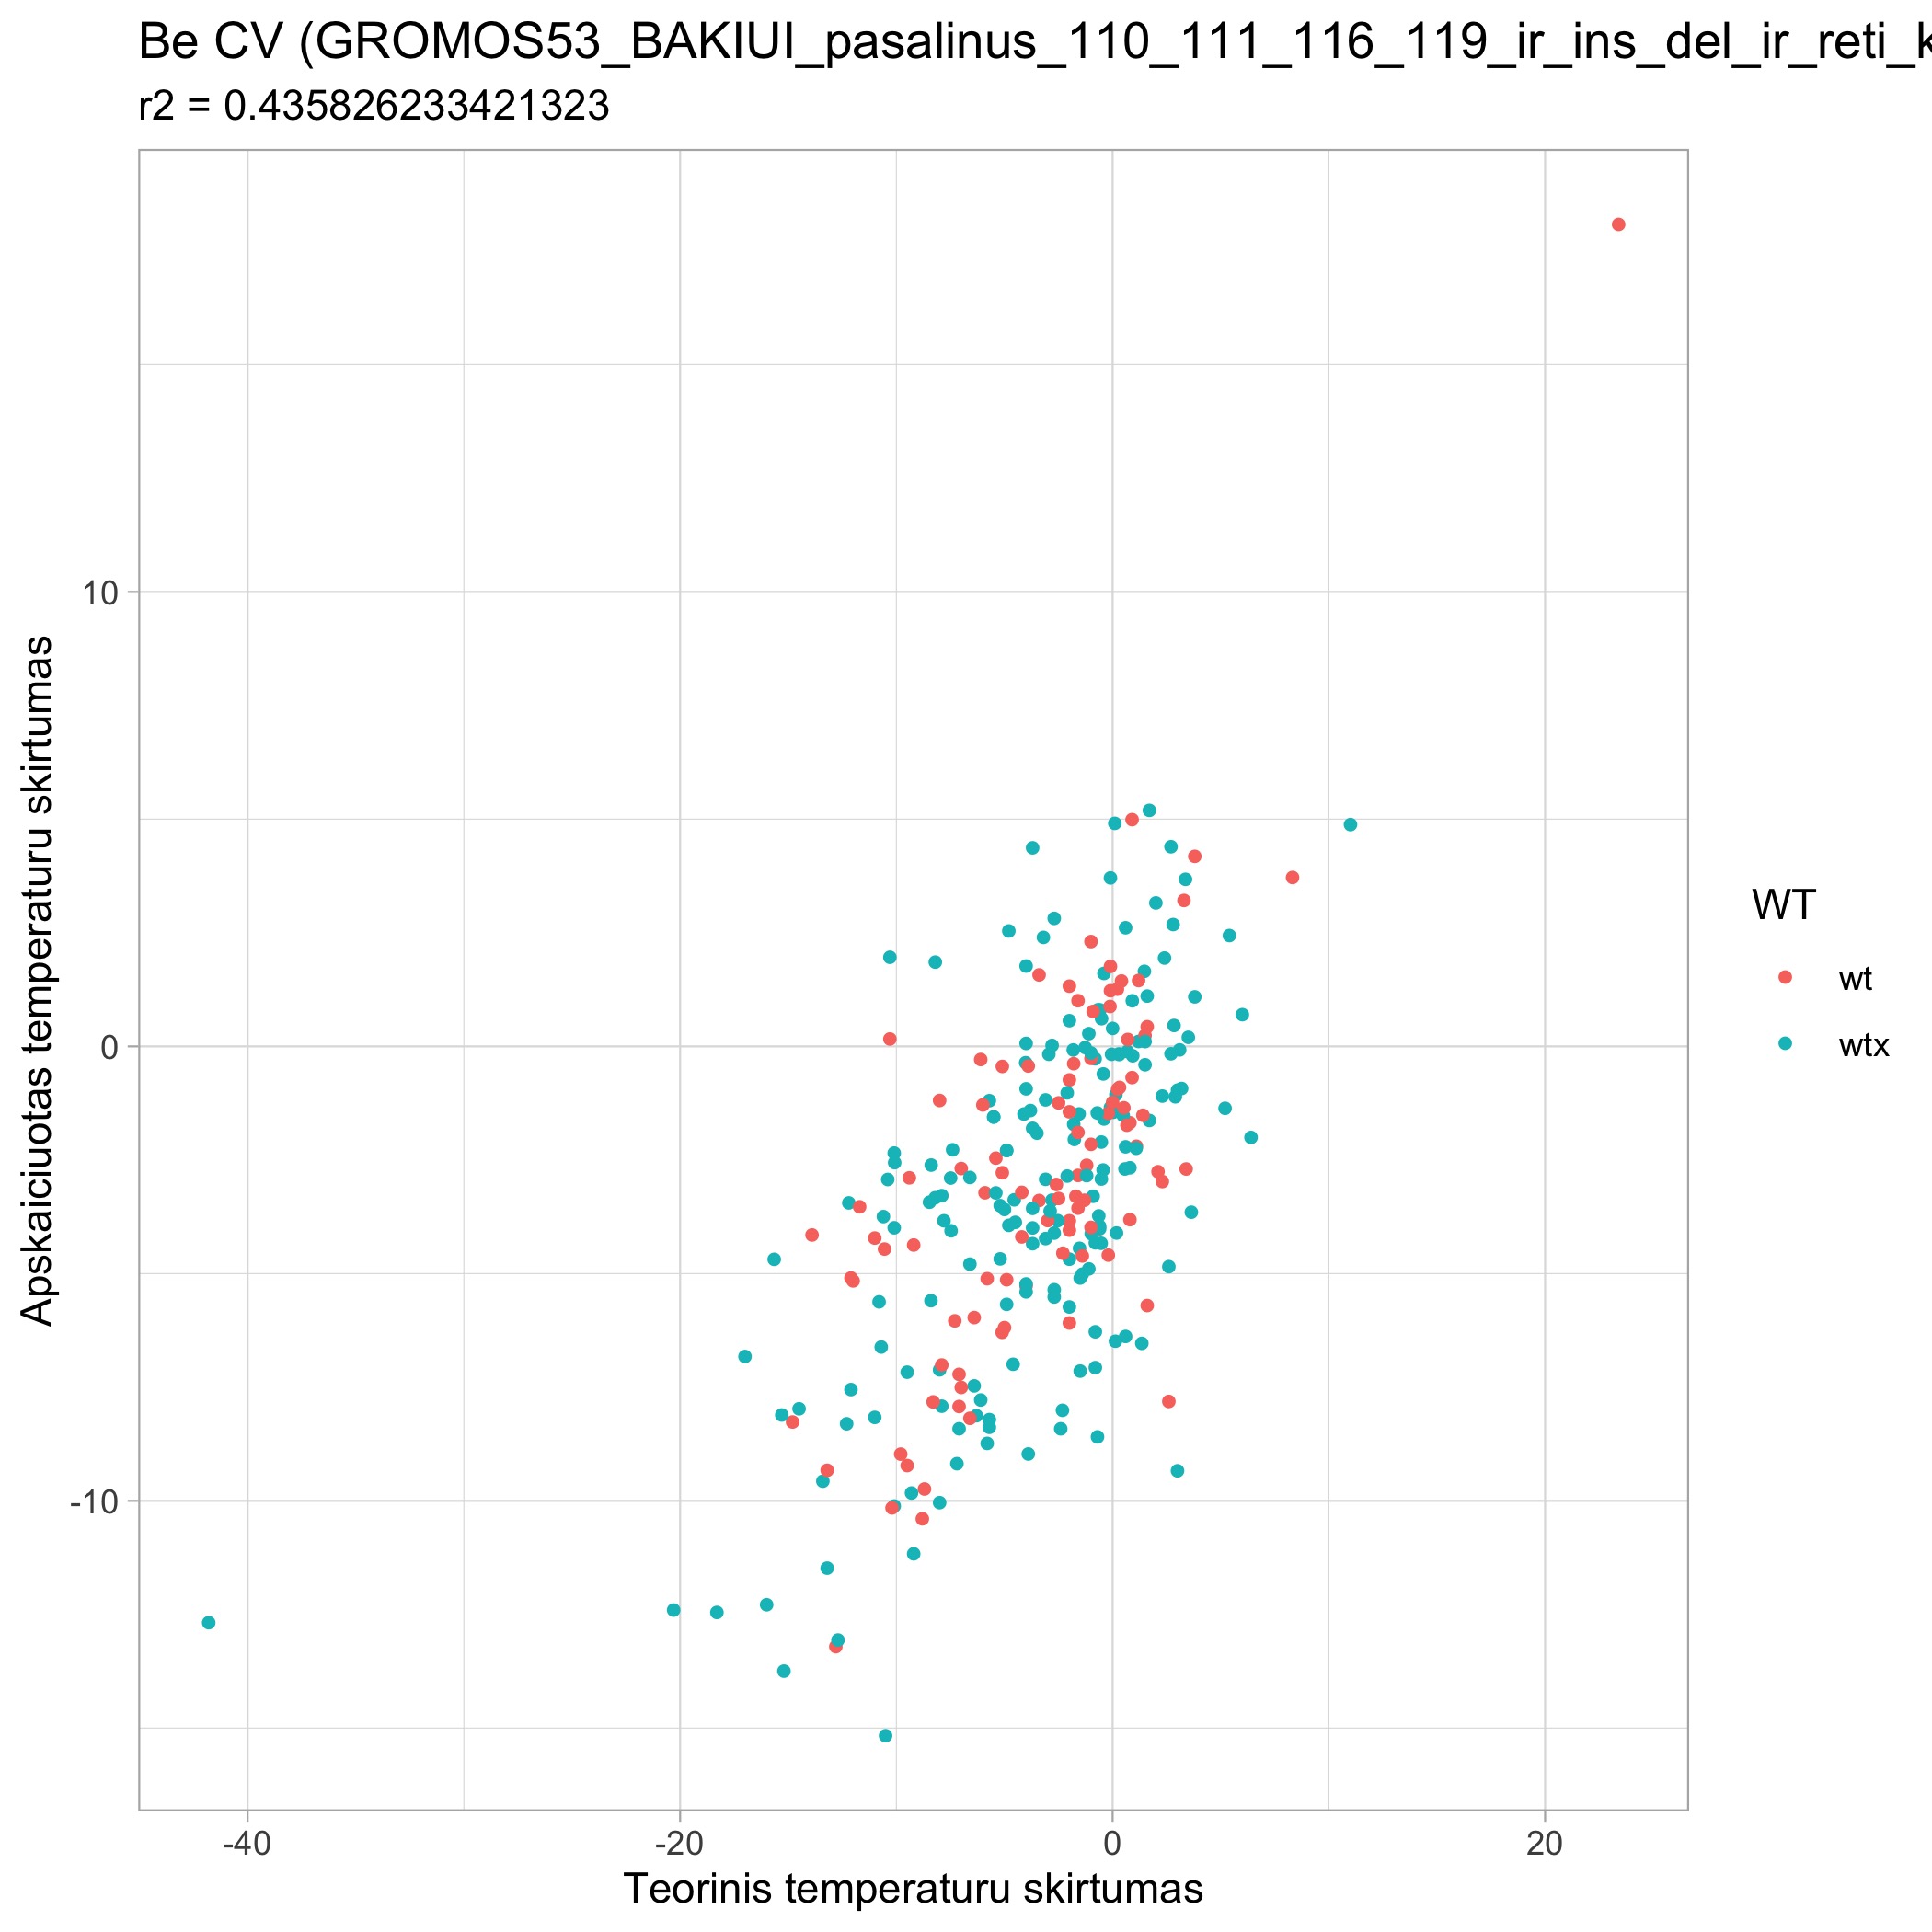 Be CV (GROMOS53_BAKIUI_pasalinus_110_111_116_119_ir_ins_del_ir_reti_k
r2 = 0.435826233421323
10
0
-10
Apskaiciuotas temperaturu skirtumas
-40
-20
0
20
Teorinis temperaturu skirtumas
WT
wt
wtx